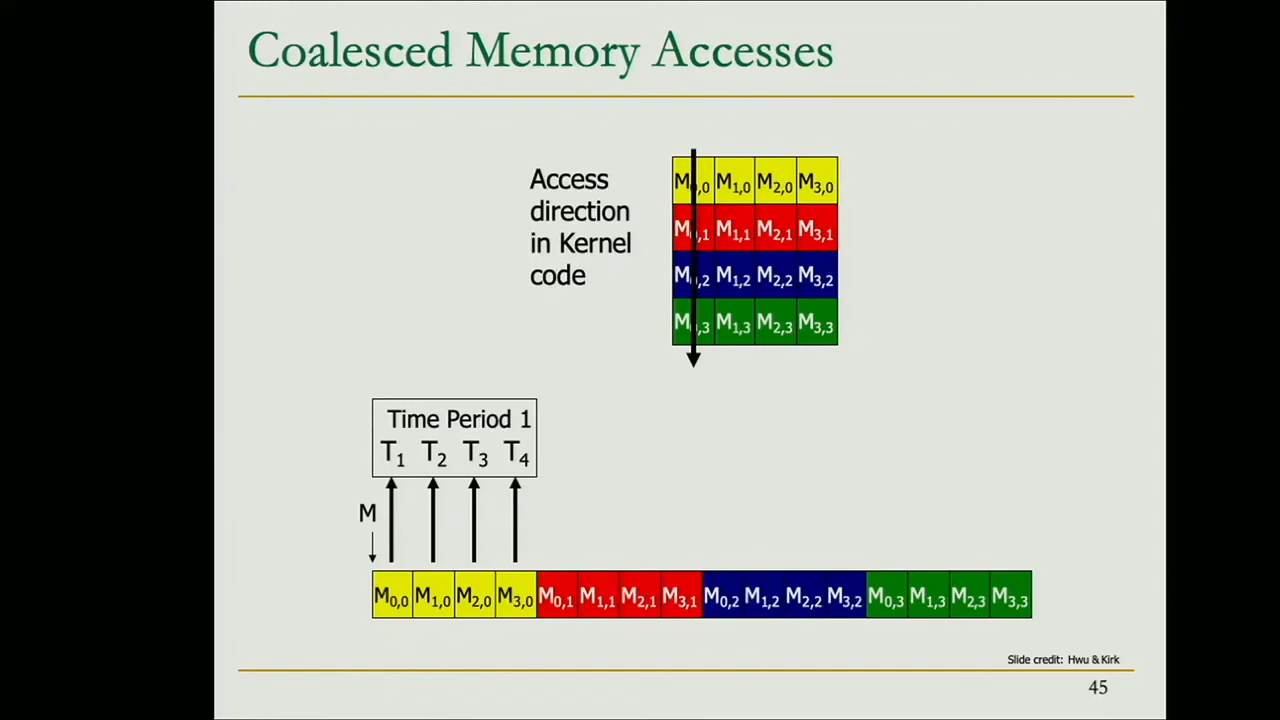 Coalesced Memory Accesses
Access
direction
in Kernel
code
M0,0 M1,0 M2,0 M3,0
M0,1 M1,1 M2,1 M3,1
M0,2 M1,2 M2,2 M3,2
M0,3 M1,3 M2,3 M3,3
Time Period 1
T1 T2 T3 T4
M
M0,0 M1,0 M2,0 M3,0 M0,1 M1,1 M2,1 M3,1 M0,2 M1,2 M2,2 M3,2 M0,3 M1,3 M2,3 M3,3
Slide credit: Hwu & Kirk
45